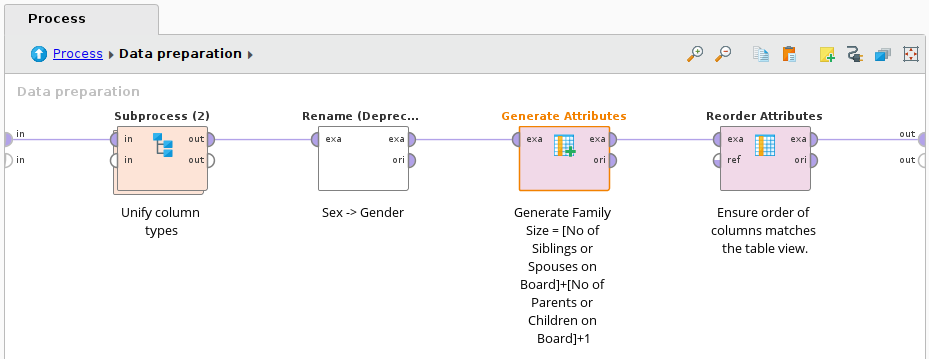 Process
Process Data preparation
Data preparation
Subprocess (2) Rename (Deprec... Generate Attributes Reorder Attributes
in in out exa exa exa exa exa exa out
in in out ori ori ref ori out
Unify column
types
Sex -> Gender
Generate Family
Size = [No of
Siblings or
Spouses on
Board]+[No of
Parents or
Children on
Board]+1
Ensure order of
columns matches
the table view.